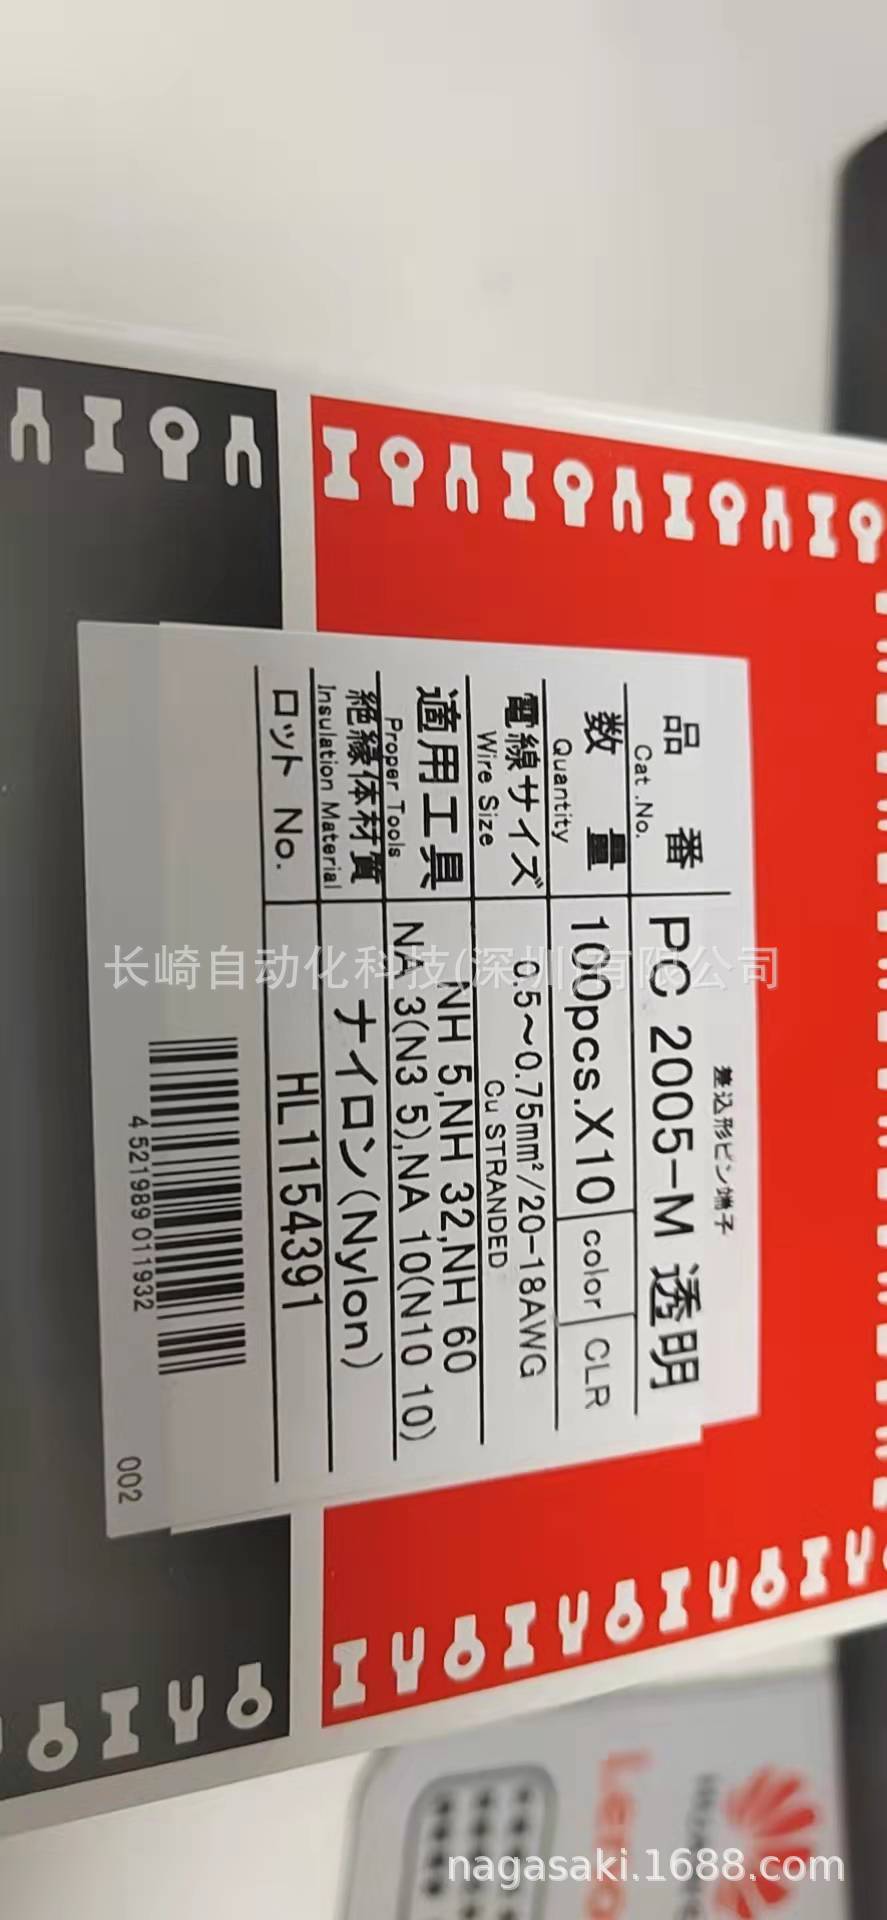 差込形ピン端子
品番 PC 2005-M 透明
Cat .No.
数量 100pcs.X10 color CLR
Quantity
電線サイズ 0.5～0.75mm²/20-18AWG
Wire Size Cu STRANDED
適用工具 NH 5,NH 32,NH 60
Proper Tools NA 3(N3 5),NA 10(N10 10)
絶縁体材質 ナイロン(Nylon)
Insulation Material
ロット No. HL1154391
4 521989 011932
002
长崎自动化科技(深圳)有限公司
nagasaki.1688.com